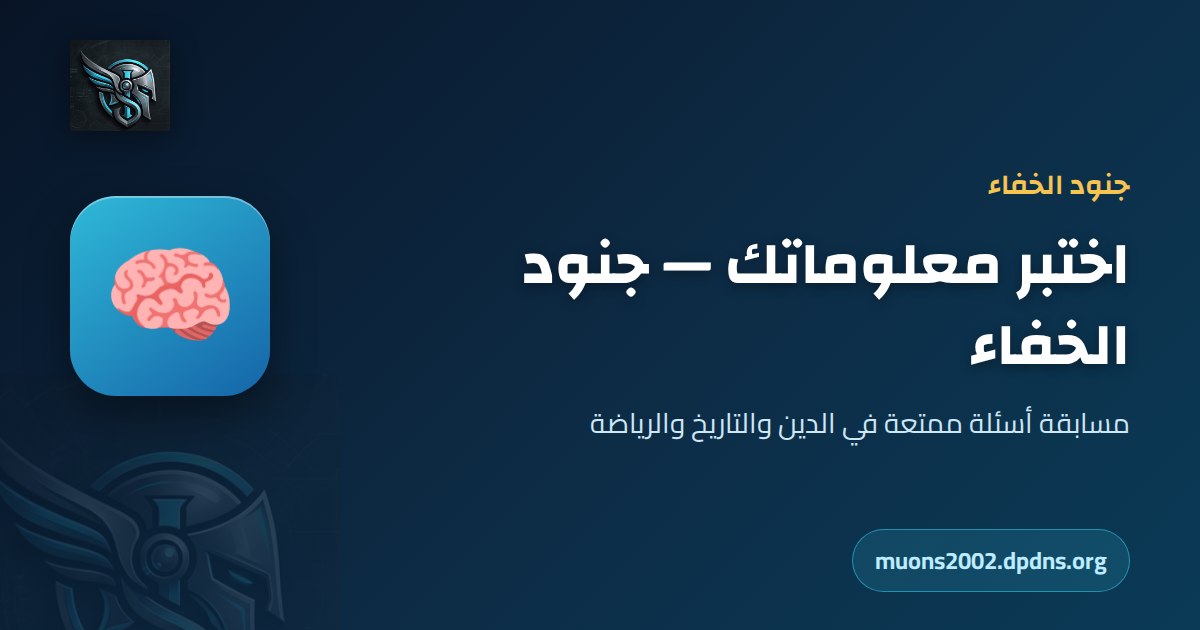 جنود الخفاء
اختبر معلوماتك — جنود
الخفاء
مسابقة أسئلة ممتعة في الدين والتاريخ والرياضة
muons2002.dpdns.org